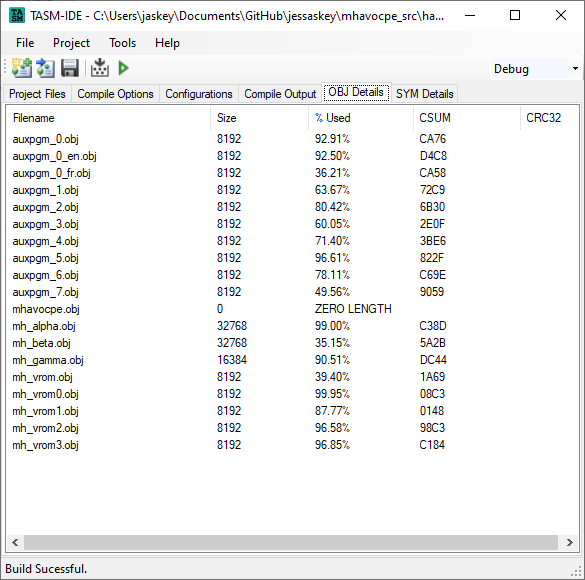 TASM-IDE - C:\Users\jaskey\Documents\GitHub\jessaskey\mhavocpe_src\ha...
File Project Tools Help
Debug
Project Files Compile Options Configurations Compile Output OBJ Details SYM Details
Filename Size % Used CSUM CRC32
auxpgm_0.obj 8192 92.91% CA76
auxpgm_0_en.obj 8192 92.50% D4C8
auxpgm_0_fr.obj 8192 36.21% CA58
auxpgm_1.obj 8192 63.67% 72C9
auxpgm_2.obj 8192 80.42% 6B30
auxpgm_3.obj 8192 60.05% 2E0F
auxpgm_4.obj 8192 71.40% 3BE6
auxpgm_5.obj 8192 96.61% 822F
auxpgm_6.obj 8192 78.11% C69E
auxpgm_7.obj 8192 49.56% 9059
mhavocpe.obj 0 ZERO LENGTH
mh_alpha.obj 32768 99.00% C38D
mh_beta.obj 32768 35.15% 5A2B
mh_gamma.obj 16384 90.51% DC44
mh_vrom.obj 8192 39.40% 1A69
mh_vrom0.obj 8192 99.95% 08C3
mh_vrom1.obj 8192 87.77% 0148
mh_vrom2.obj 8192 96.58% 98C3
mh_vrom3.obj 8192 96.85% C184
Build Sucessful.